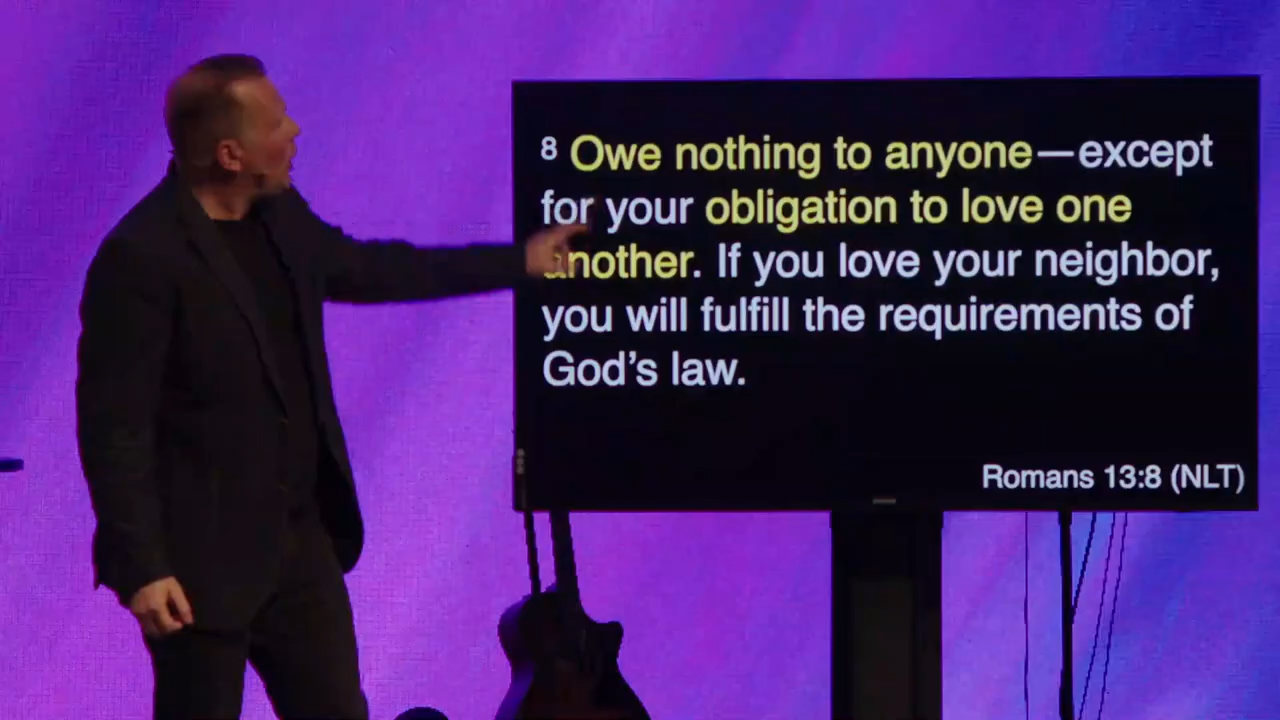 8 Owe nothing to anyone—except
for your obligation to love one
another. If you love your neighbor,
you will fulfill the requirements of
God's law.
Romans 13:8 (NLT)